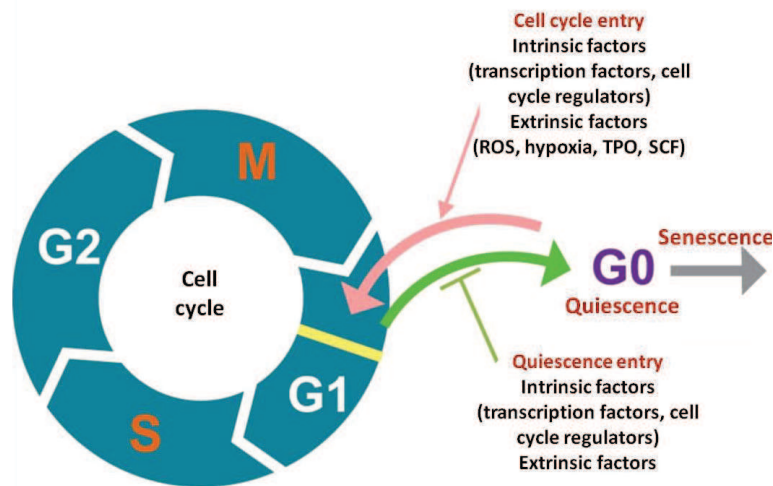 Cell cycle entry
Intrinsic factors
(transcription factors, cell
cycle regulators)
Extrinsic factors
(ROS, hypoxia, TPO, SCF)
M
G2
Cell
cycle
S
G1
G0
Quiescence
Senescence
Quiescence entry
Intrinsic factors
(transcription factors, cell
cycle regulators)
Extrinsic factors